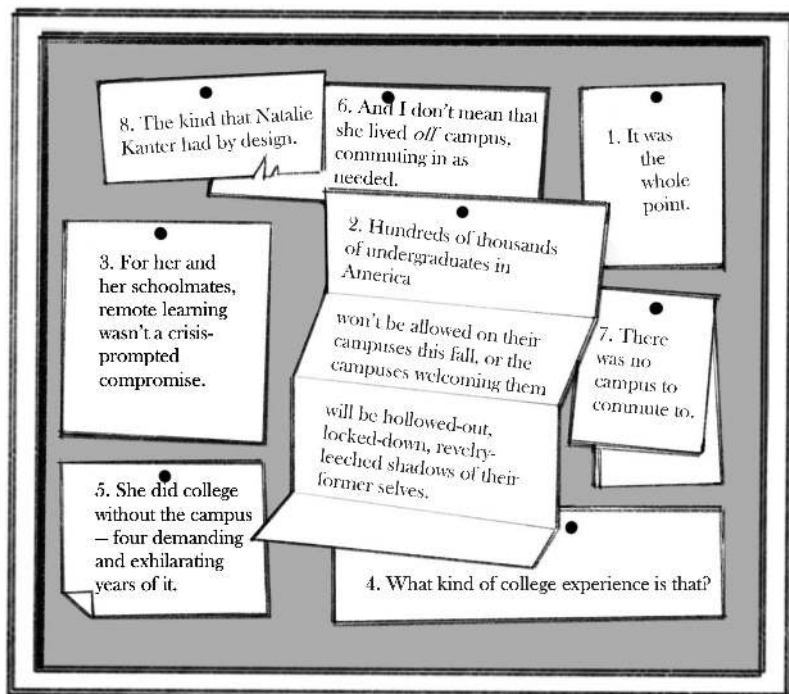 8. The kind that Natalie
Kanter had by design.
6. And I don't mean that
she lived off campus,
commuting in as
needed.
1. It was
the
whole
point.
2. Hundreds of thousands
of undergraduates in
America
won't be allowed on their
campuses this fall, or the
campuses welcoming them
will be hollowed-out,
locked-down, revelry-
leeched shadows of their
former selves.
3. For her and
her schoolmates,
remote learning
wasn't a crisis-
prompted
compromise.
7. There
was no
campus to
commute to.
5. She did college
without the campus
— four demanding
and exhilarating
years of it.
4. What kind of college experience is that?